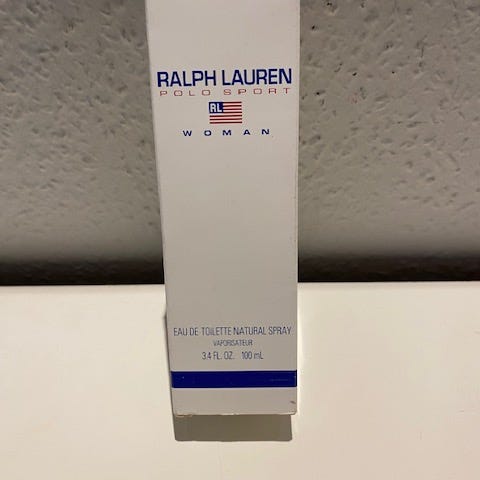 RALPH LAUREN
POLO SPORT
RL
WOMAN
EAU DE TOILETTE NATURAL SPRAY
VAPORISATEUR
3.4 FL. OZ. 100 mL